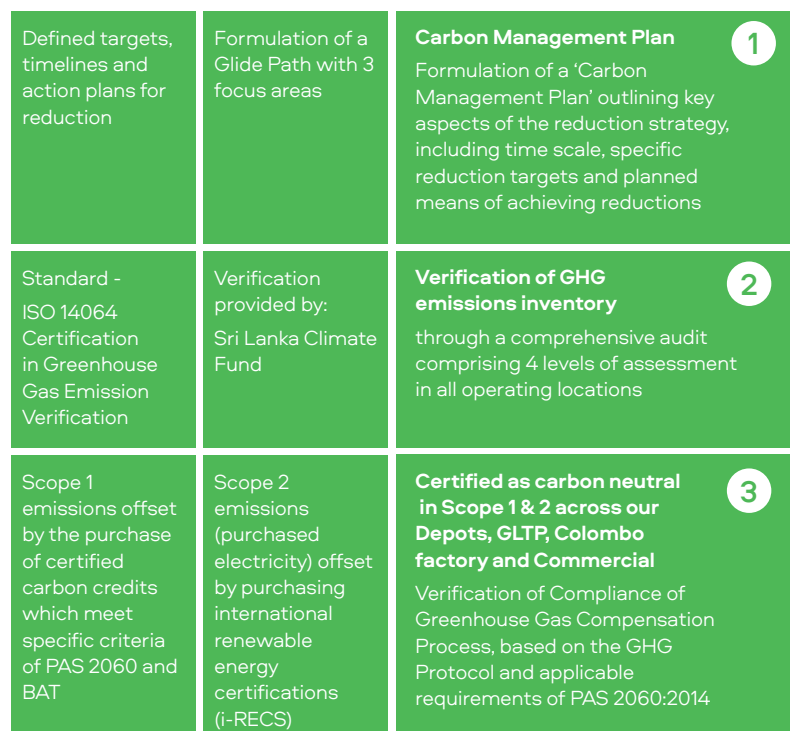 Defined targets,
timelines and
action plans for
reduction
Formulation of a
Glide Path with 3
focus areas
Carbon Management Plan
1
Formulation of a ‘Carbon
Management Plan’ outlining key
aspects of the reduction strategy,
including time scale, specific
reduction targets and planned
means of achieving reductions
Standard -
ISO 14064
Certification
in Greenhouse
Gas Emission
Verification
Verification
provided by:
Sri Lanka Climate
Fund
Verification of GHG
emissions inventory
2
through a comprehensive audit
comprising 4 levels of assessment
in all operating locations
Scope 1
emissions offset
by the purchase
of certified
carbon credits
which meet
specific criteria
of PAS 2060 and
BAT
Scope 2
emissions
(purchased
electricity) offset
by purchasing
international
renewable
energy
certifications
(i-RECS)
Certified as carbon neutral
in Scope 1 & 2 across our
Depots, GLTP, Colombo
factory and Commercial
3
Verification of Compliance of
Greenhouse Gas Compensation
Process, based on the GHG
Protocol and applicable
requirements of PAS 2060:2014